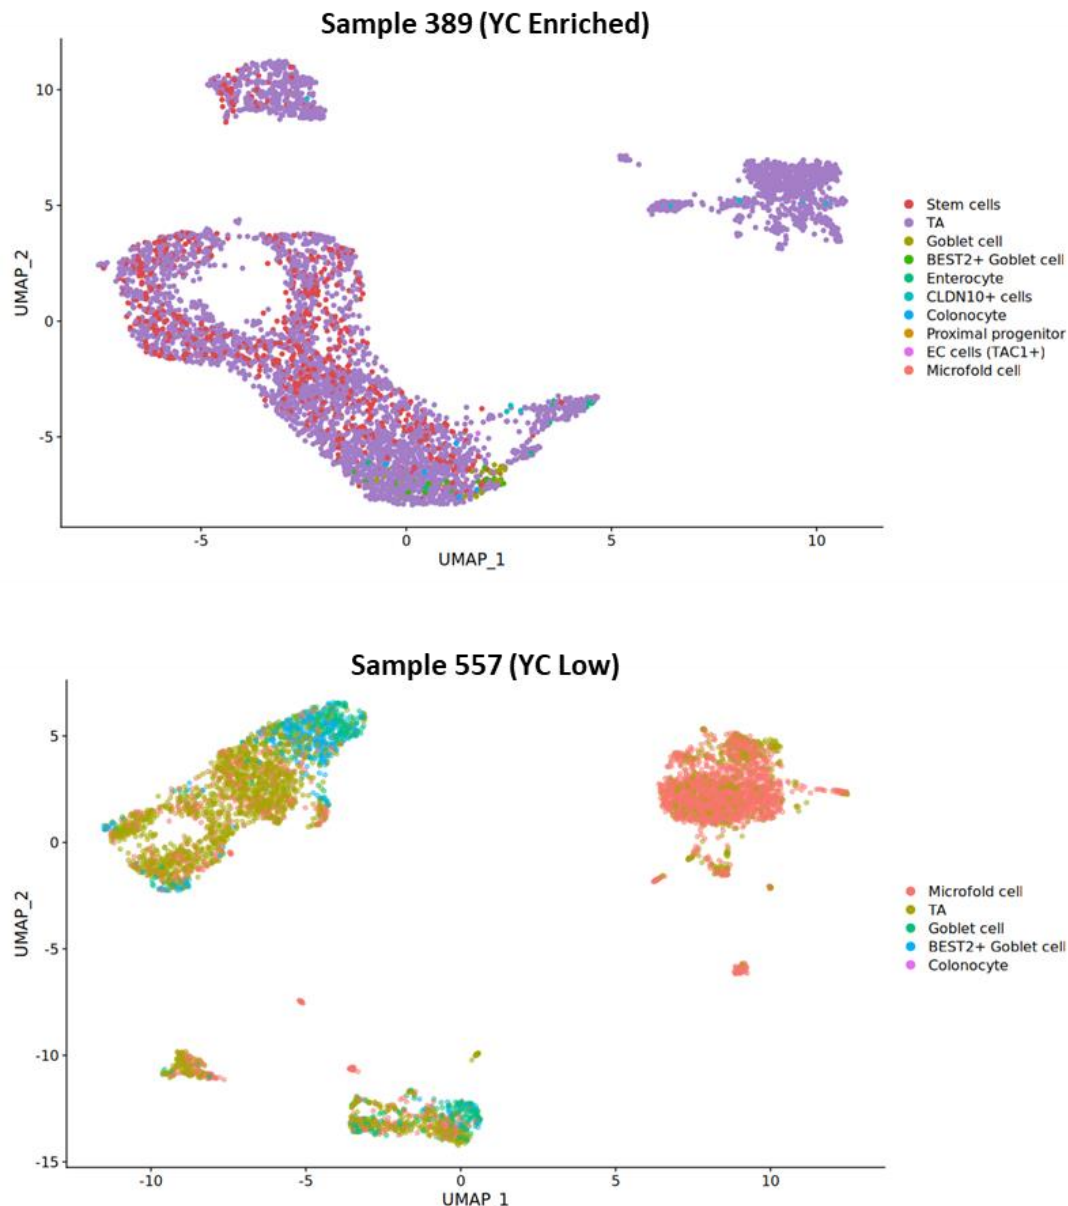 Sample 389 (YC Enriched)
10
5
0
-5
UMAP_2
-5
0
5
10
UMAP_1
Stem cells
TA
Goblet cell
BEST2+ Goblet cell
Enterocyte
CLDN10+ cells
Colonocyte
Proximal progenitor
EC cells (TAC1+)
Microfold cell
Sample 557 (YC Low)
5
0
-5
-10
-15
UMAP_2
-10
-5
0
5
10
UMAP_1
Microfold cell
TA
Goblet cell
BEST2+ Goblet cell
Colonocyte